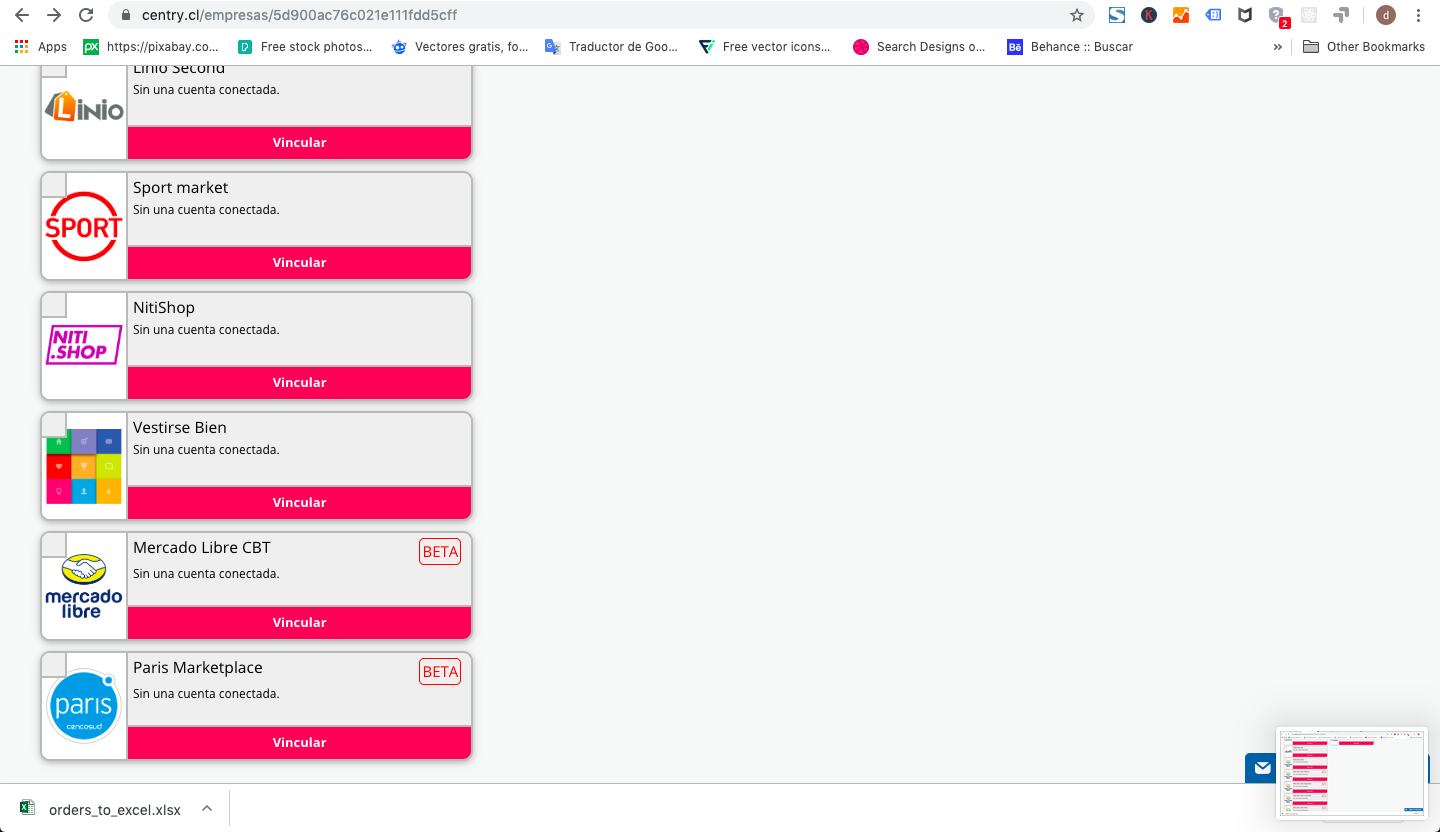 centry.cl/empresas/5d900ac76c021e111fdd5cff
d
2
Apps
https://pixabay.co...
Free stock photos...
Vectores gratis, fo...
Traductor de Goo...
Free vector icons...
Search Designs o...
Behance :: Buscar
»
Other Bookmarks
Linio Second
Sin una cuenta conectada.
Linio
Vincular
Sport market
Sin una cuenta conectada.
SPORT
Vincular
NitiShop
Sin una cuenta conectada.
NITI
.SHOP
Vincular
Vestirse Bien
Sin una cuenta conectada.
Vincular
Mercado Libre CBT
BETA
Sin una cuenta conectada.
mercado
libre
Vincular
Paris Marketplace
BETA
Sin una cuenta conectada.
paris
cencosud
Vincular
orders_to_excel.xlsx